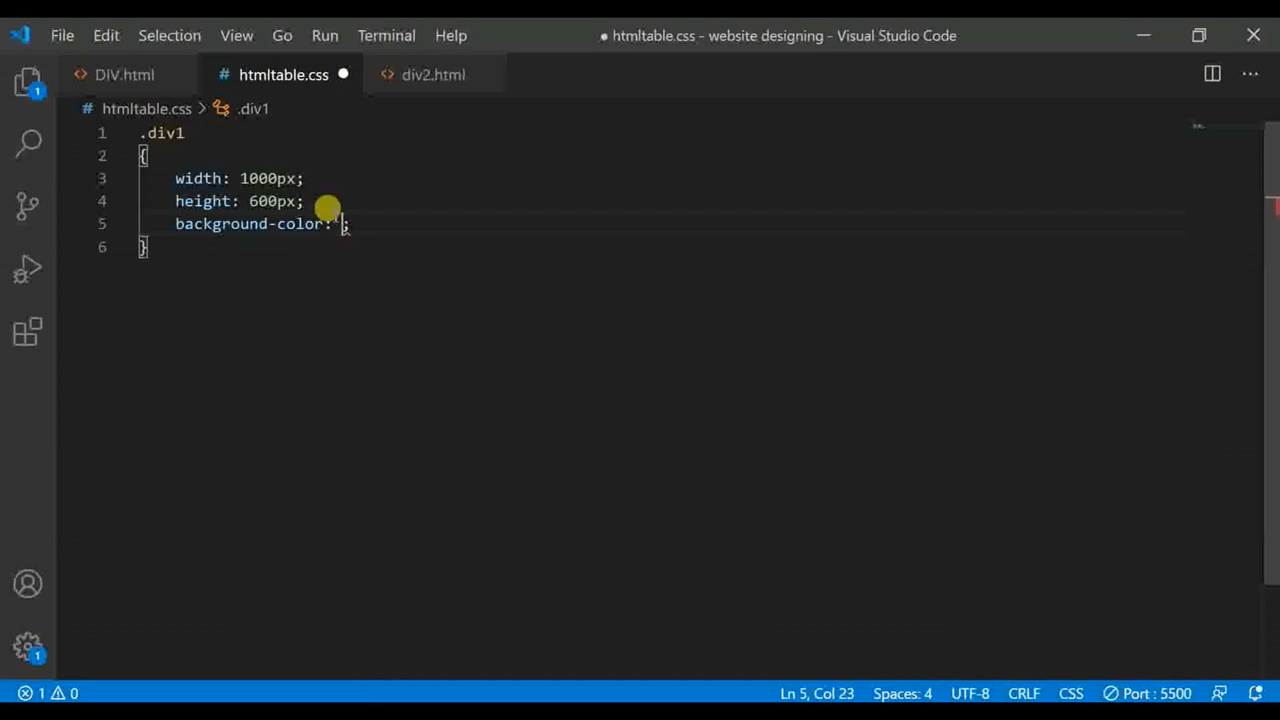 File Edit Selection View Go Run Terminal Help ● htmltable.css - website designing - Visual Studio Code
DIV.html # htmltable.css ● div2.html
# htmltable.css > .div1
1 .div1
2 {
3 width: 1000px;
4 height: 600px;
5 background-color: ;
6 }
1
1
1 0 Ln 5, Col 23 Spaces: 4 UTF-8 CRLF CSS Port : 5500